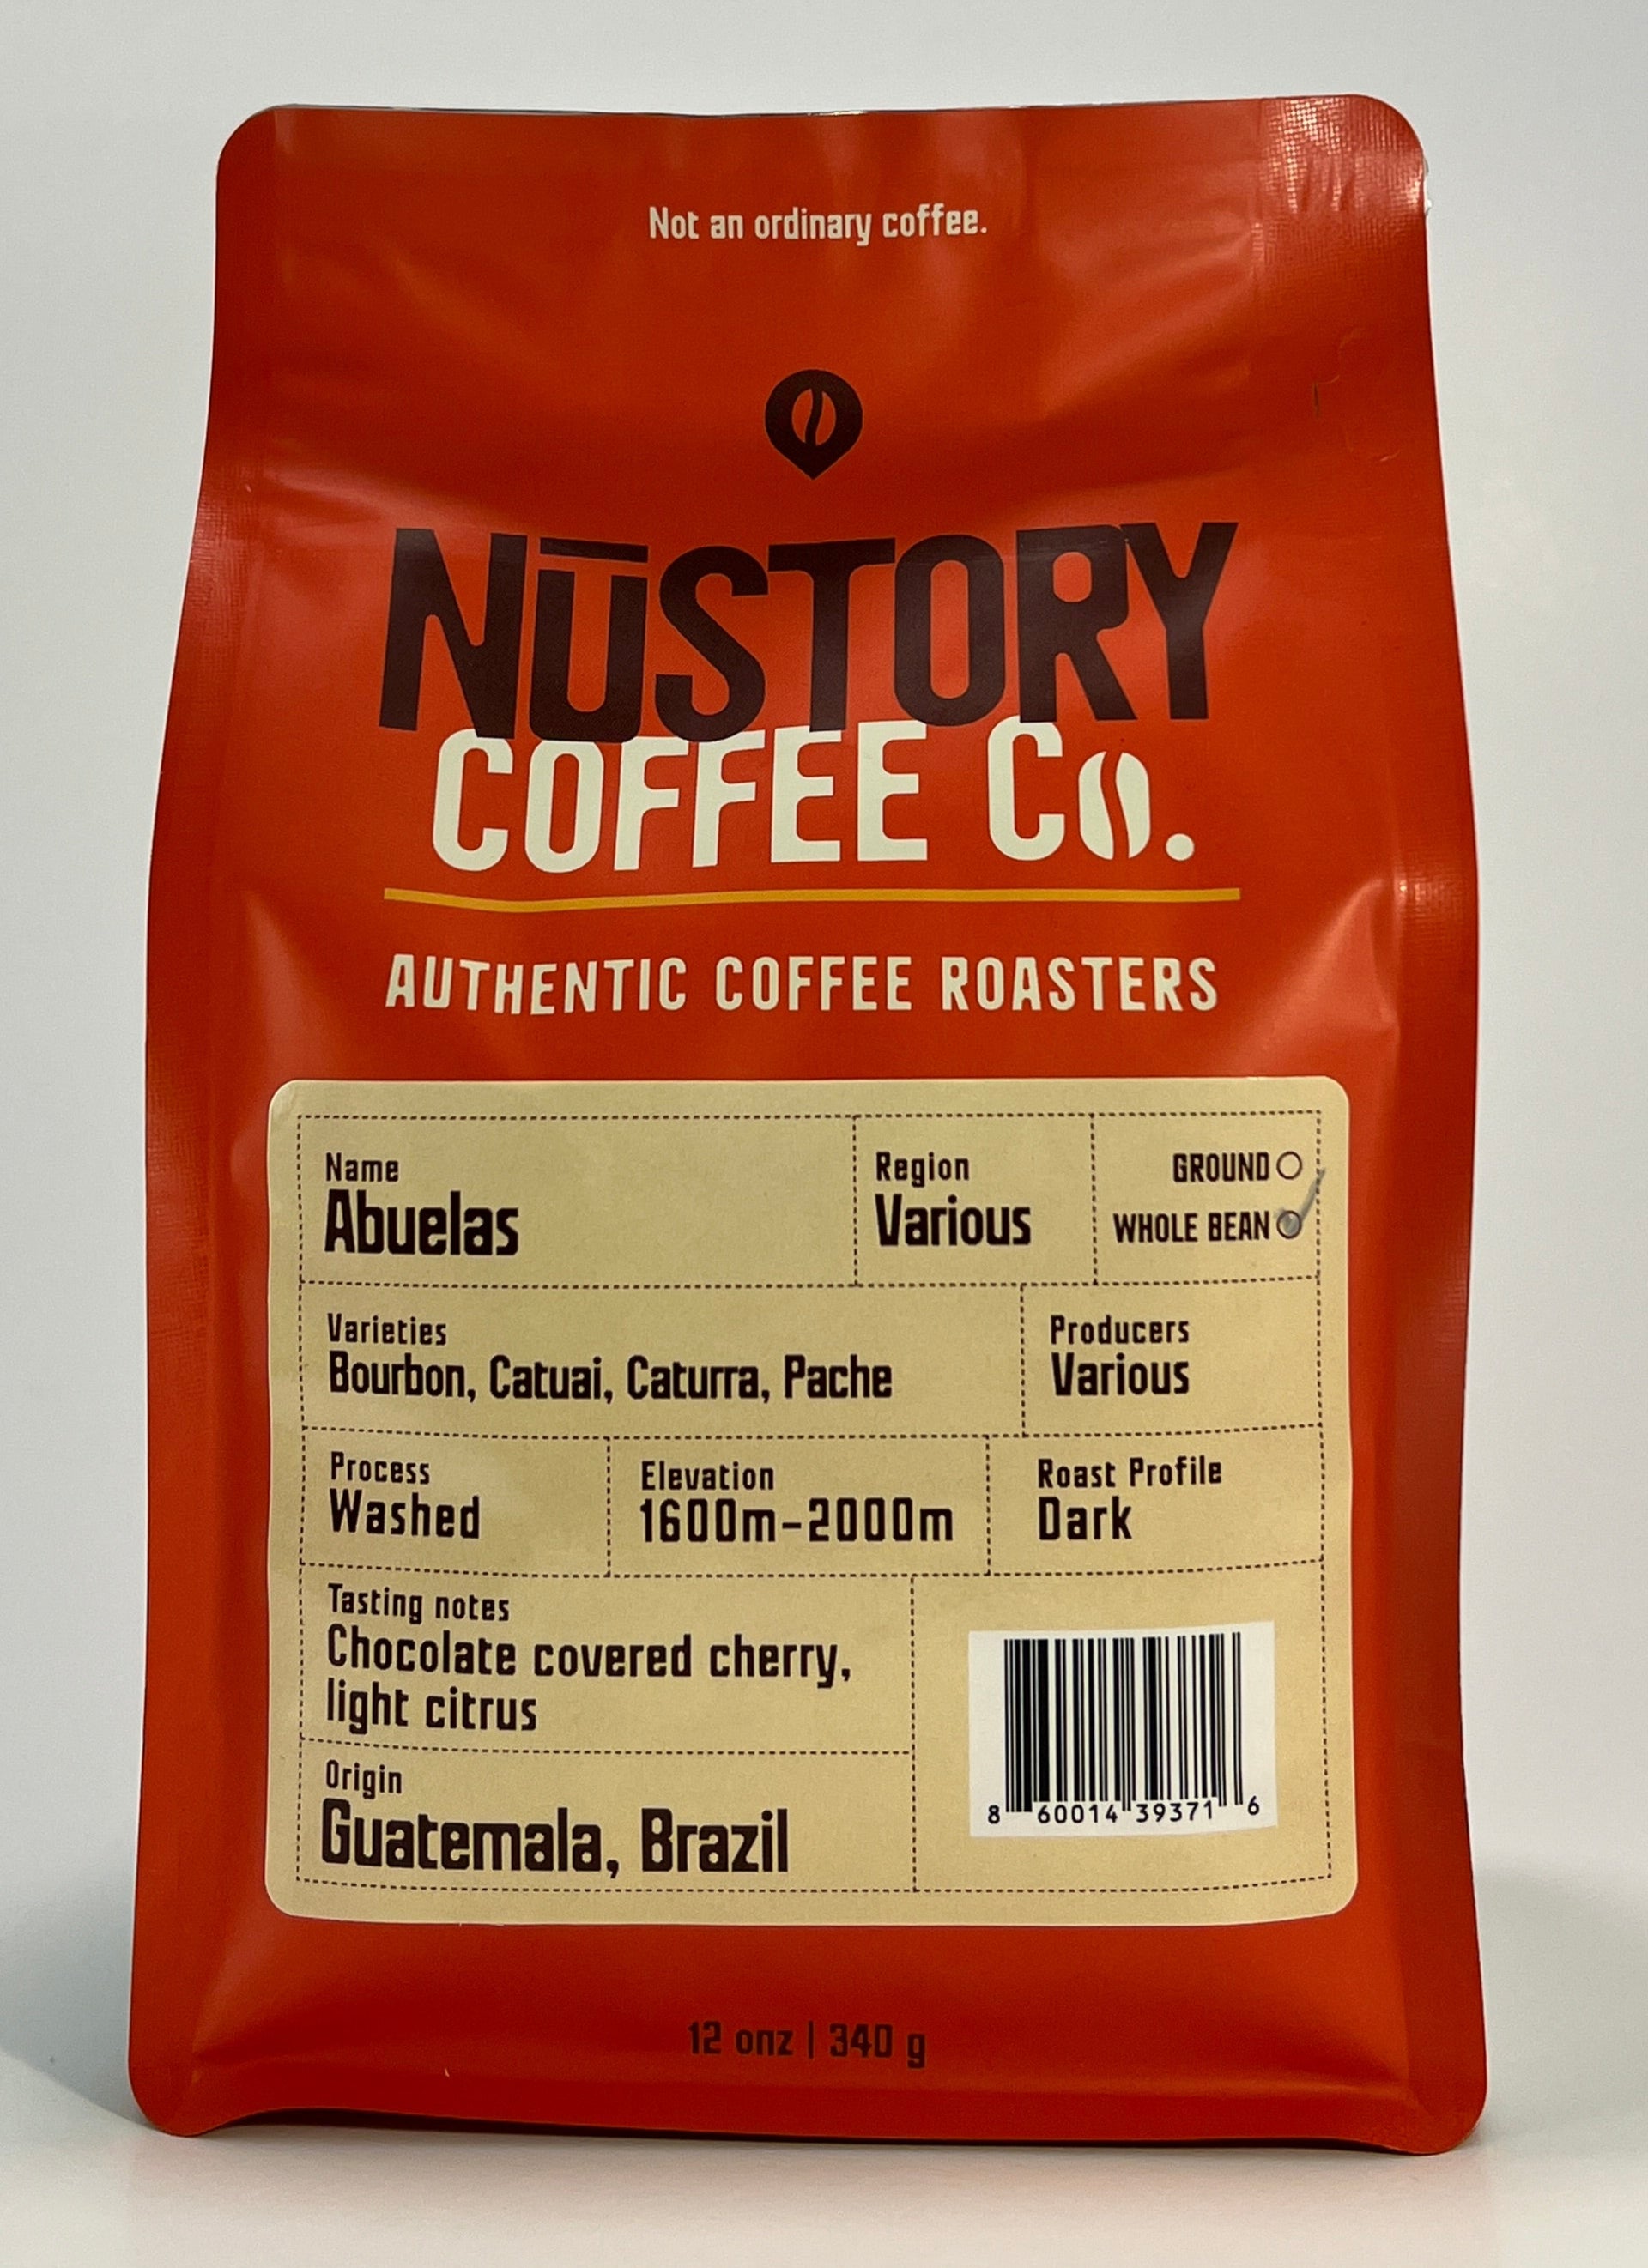 Not an ordinary coffee.
NūSTORY
COFFEE Co.
AUTHENTIC COFFEE ROASTERS
Name
Abuelas
Region
Various
GROUND
WHOLE BEAN
Varieties
Bourbon, Catuai, Caturra, Pache
Producers
Various
Process
Washed
Elevation
1600m-2000m
Roast Profile
Dark
Tasting notes
Chocolate covered cherry,
light citrus
Origin
Guatemala, Brazil
8 60014 39371 6
12 onz | 340 g